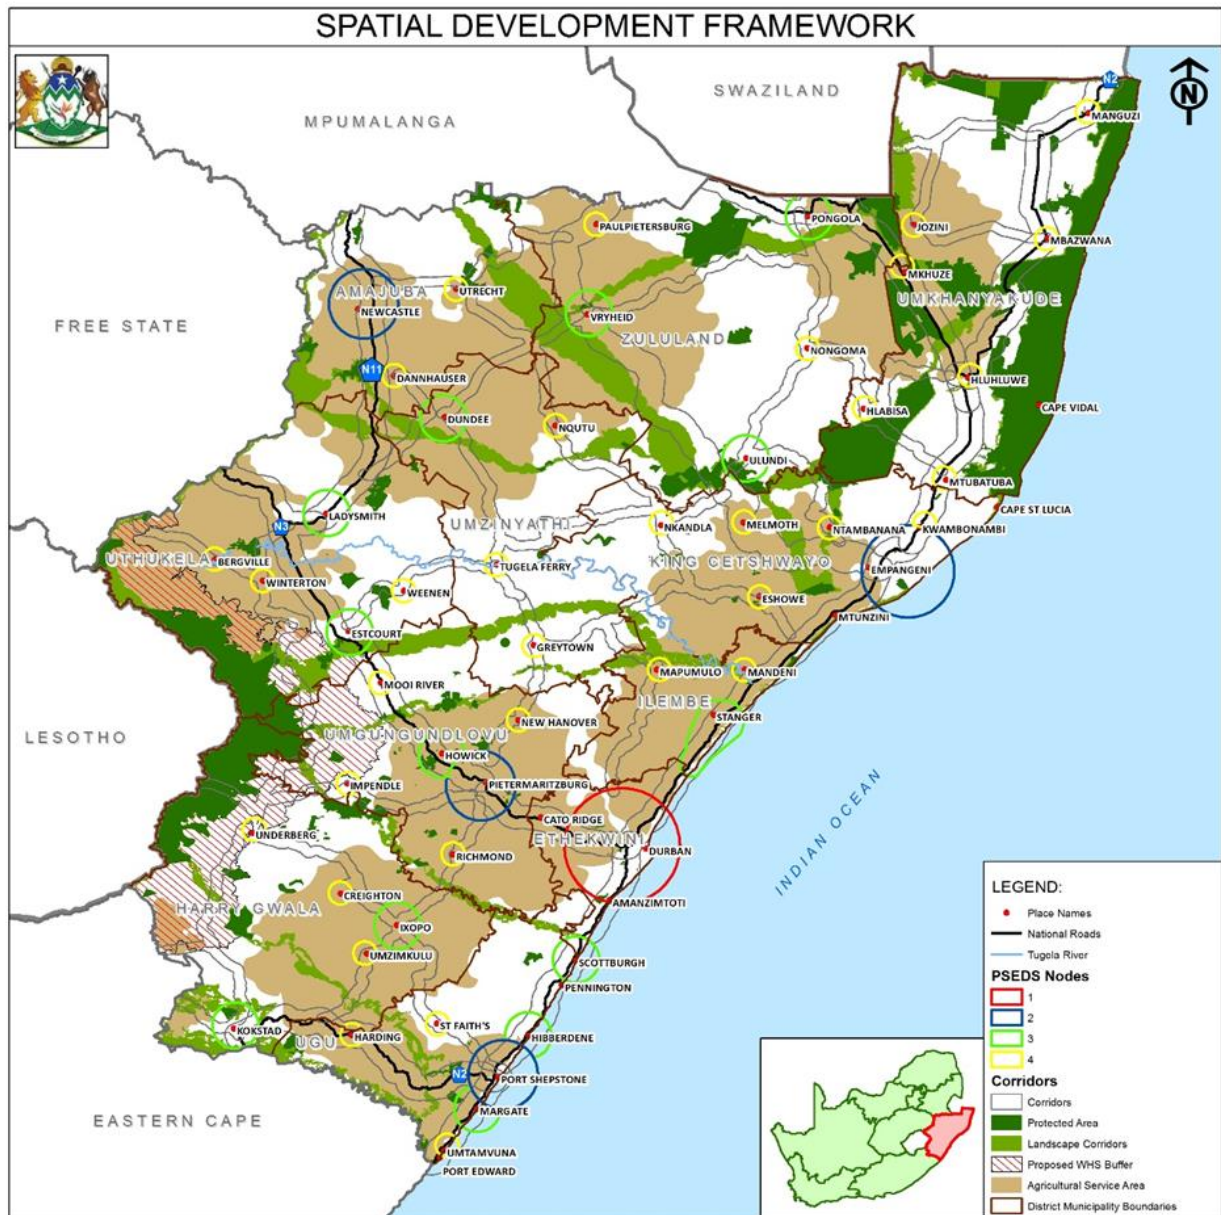 SPATIAL DEVELOPMENT FRAMEWORK
SWAZILAND
N2
N
MPUMALANGA
MANGUZI
PAULPIETERSBURG
PONGOLA
JOZINI
MBAZWANA
MKHUZE
UTRECHT
AMAJUBA
UMKHANYAKUDE
NEWCASTLE
VRYHEID
FREE STATE
ZULULAND
NONGOMA
N11
DANNHAUSER
HLUHLUWE
HLABISA
CAPE VIDAL
DUNDEE
NQUTU
ULUNDI
MTUBATUBA
CAPE ST LUCIA
LADYSMITH
N3
UMZINYATHI
NKANDLA
MELMOTH
NTAMBANANA
KWAMBONAMBI
UTHUKELA
BERGVILLE
TUGELA FERRY
KING CETSHWAYO
EMPANGENI
WINTERTON
WEENEN
ESHOWE
MTUNZINI
ESTCOURT
GREYTOWN
MAPUMULO
MANDENI
MOOI RIVER
ILEMBE
STANGER
NEW HANOVER
LESOTHO
UMGUNGUNDLOVU
HOWICK
IMPENDLE
PIETERMARITZBURG
CATO RIDGE
INDIAN OCEAN
UNDERBERG
ETHEKWINI
DURBAN
RICHMOND
CREIGHTON
AMANZIMTOTI
HARRY GWALA
IXOPO
UMZIMKULU
SCOTTBURGH
PENNINGTON
KOKSTAD
ST FAITH'S
HARDING
HIBBERDENE
UGU
N2
PORT SHEPSTONE
MARGATE
EASTERN CAPE
UMTAMVUNA
PORT EDWARD
LEGEND:
Place Names
National Roads
Tugela River
PSEDS Nodes
1
2
3
4
Corridors
Corridors
Protected Area
Landscape Corridors
Proposed WHS Buffer
Agricultural Service Area
District Municipality Boundaries